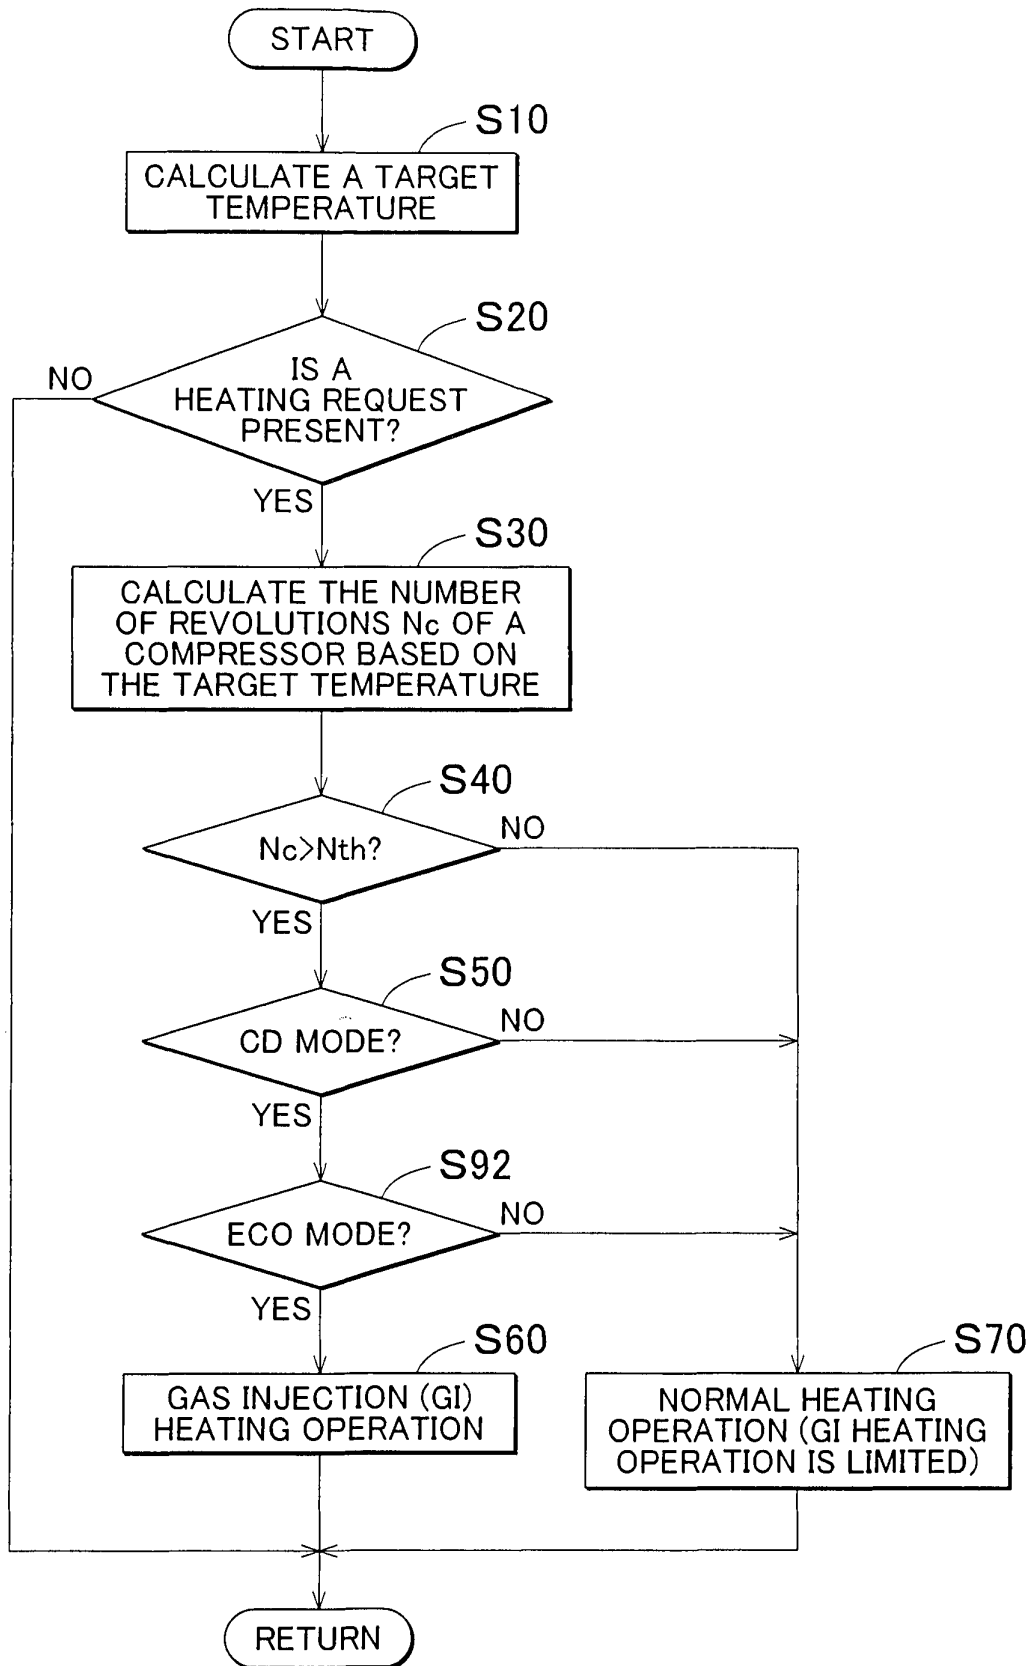 START
S10
CALCULATE A TARGET
TEMPERATURE
S20
NO
IS A
HEATING REQUEST
PRESENT?
YES
S30
CALCULATE THE NUMBER
OF REVOLUTIONS Nc OF A
COMPRESSOR BASED ON
THE TARGET TEMPERATURE
S40
Nc>Nth?
NO
YES
S50
CD MODE?
NO
YES
S92
ECO MODE?
NO
YES
S60
GAS INJECTION (GI)
HEATING OPERATION
S70
NORMAL HEATING
OPERATION (GI HEATING
OPERATION IS LIMITED)
RETURN